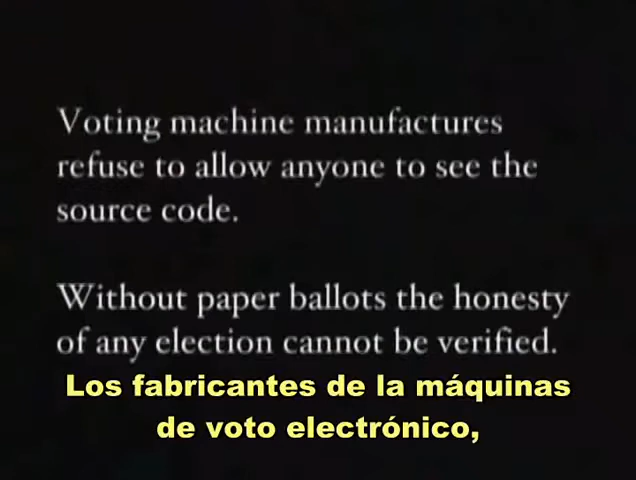 Voting machine manufactures
refuse to allow anyone to see the
source code.
Without paper ballots the honesty
of any election cannot be verified.
Los fabricantes de la máquinas
de voto electrónico,